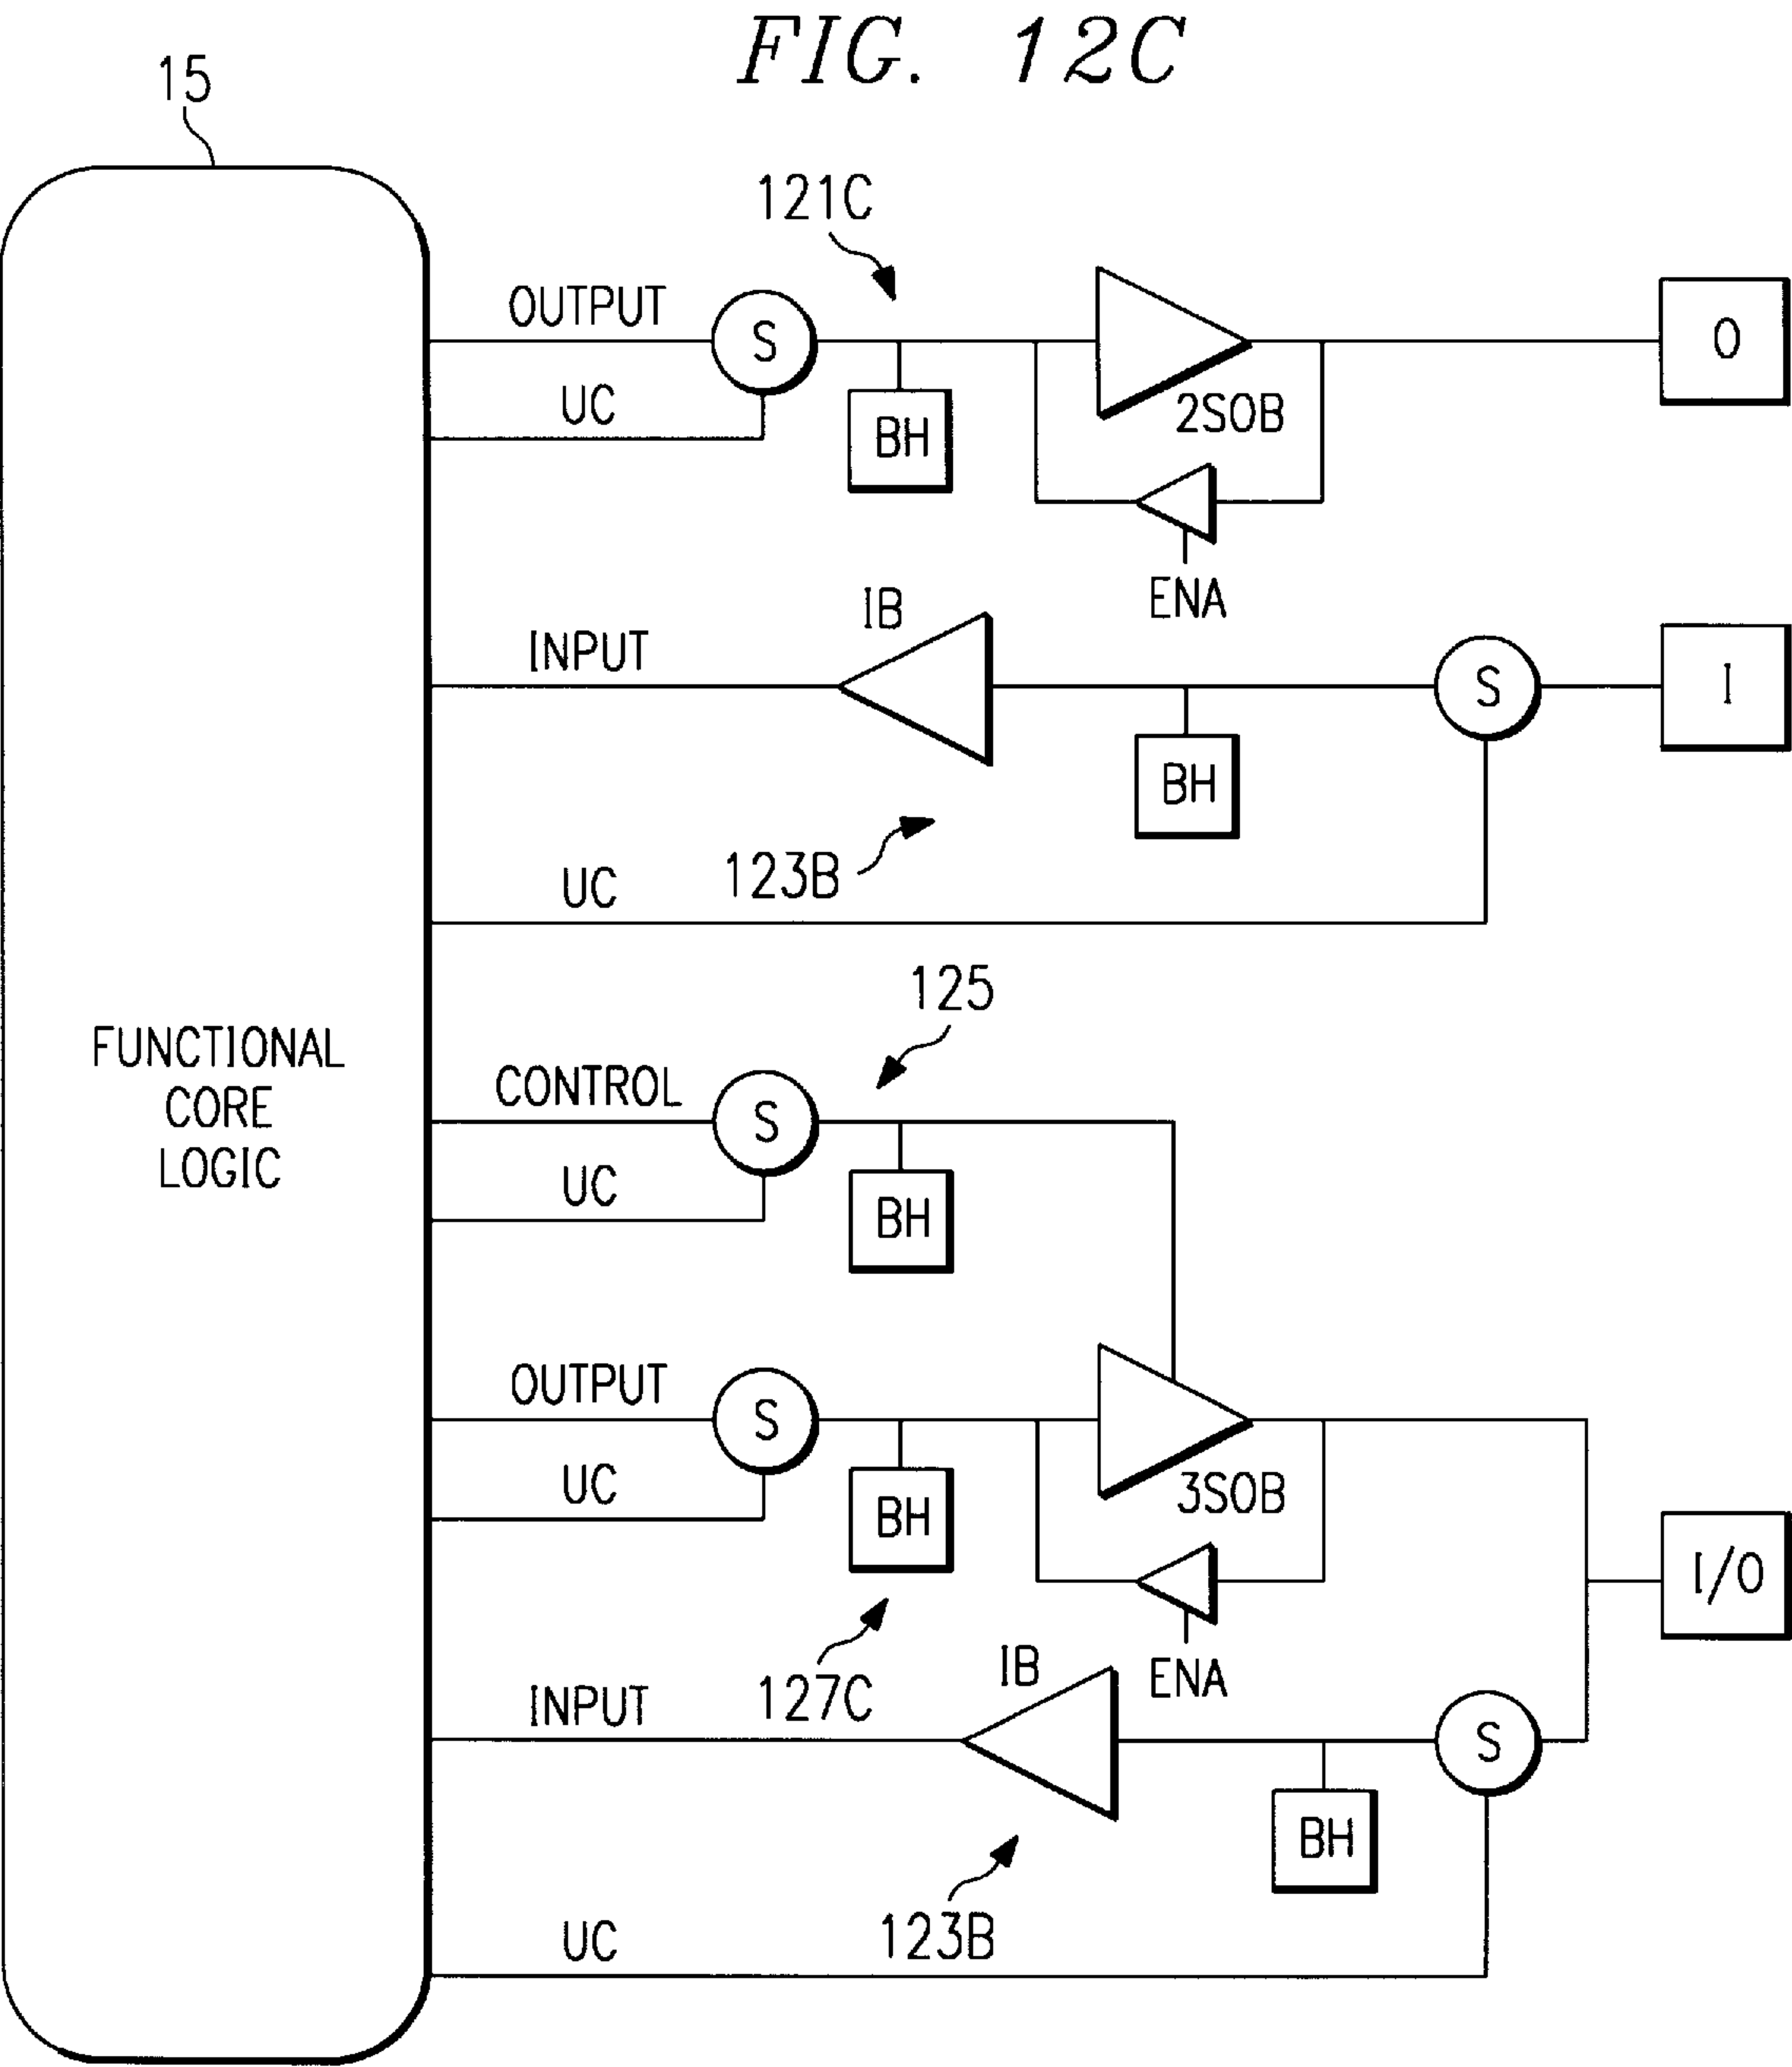 FIG. 12C
15
121C
OUTPUT
S
O
UC
BH
2SOB
ENA
IB
INPUT
S
I
BH
123B
UC
125
FUNCTIONAL
CORE
LOGIC
CONTROL
S
UC
BH
OUTPUT
S
UC
BH
3SOB
I/O
127C
IB
ENA
INPUT
S
BH
123B
UC